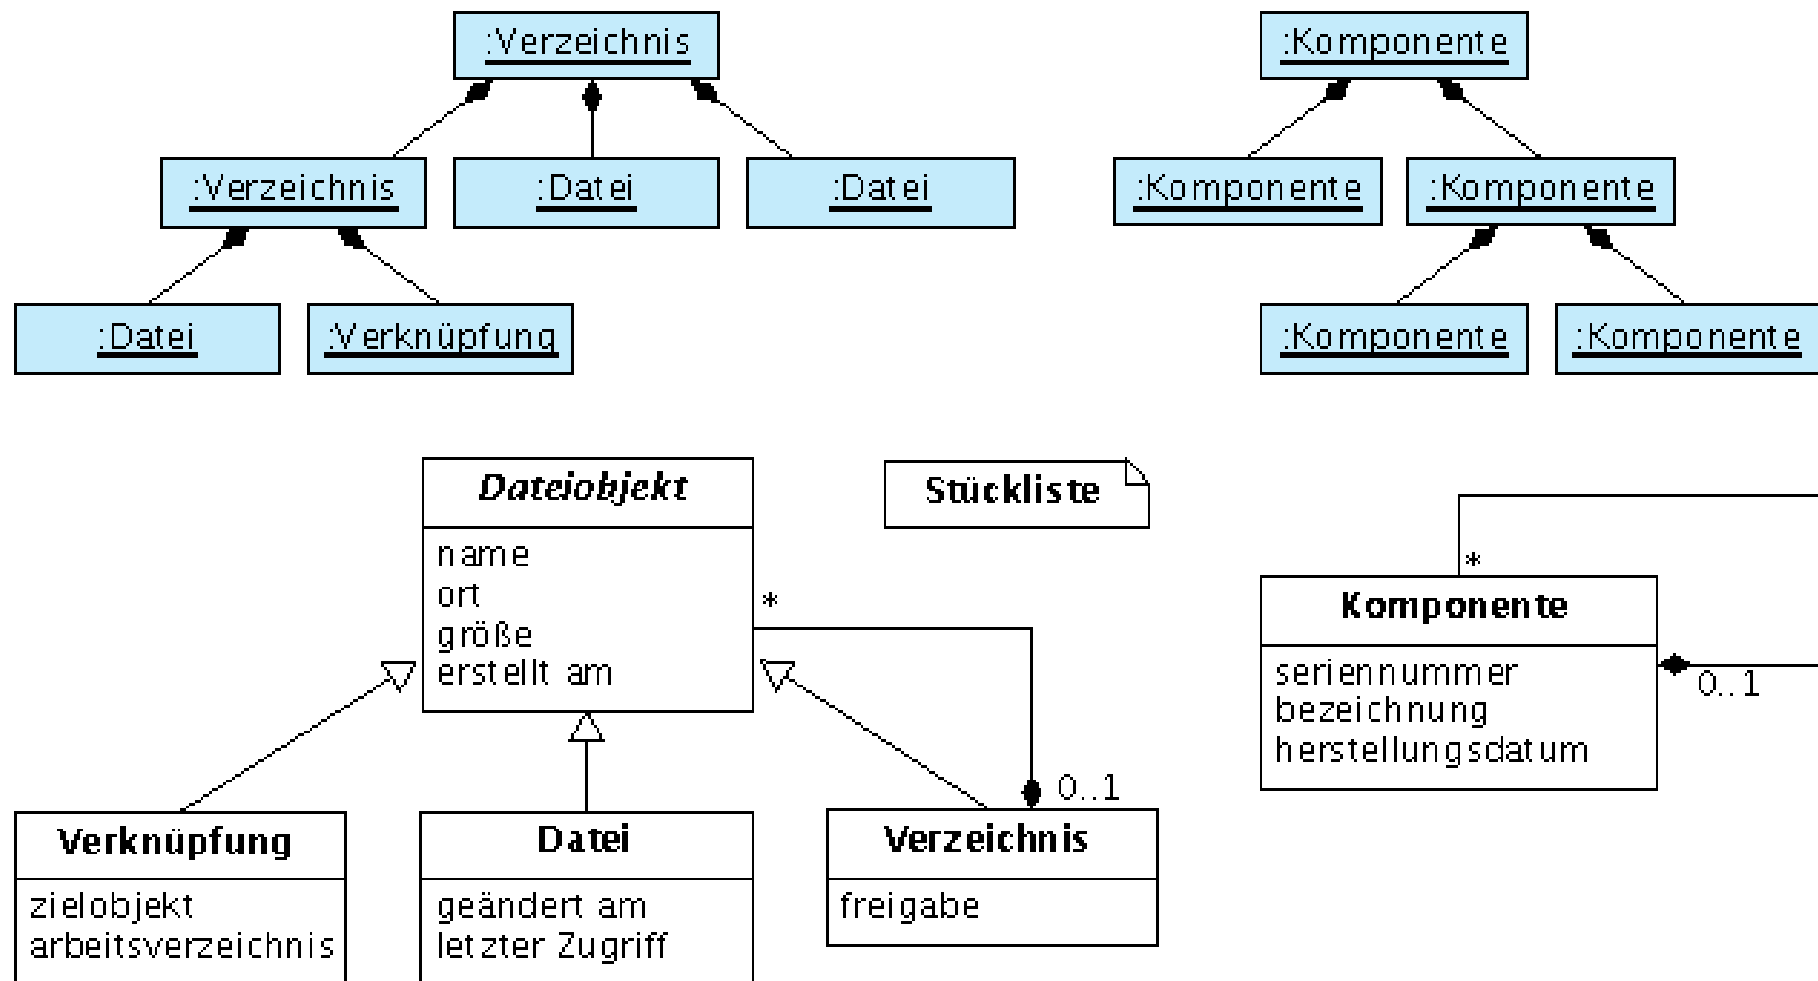 :Verzeichnis
:Komponente
:Verzeichnis
:Datei
:Datei
:Komponente
:Komponente
:Datei
:Verknüpfung
:Komponente
:Komponente
Dateiobjekt
name
ort
größe
erstellt am
*
0..1
Stückliste
*
Komponente
seriennummer
bezeichnung
herstellungsdatum
0..1
Verknüpfung
zielobjekt
arbeitsverzeichnis
Datei
geändert am
letzter Zugriff
Verzeichnis
freigabe